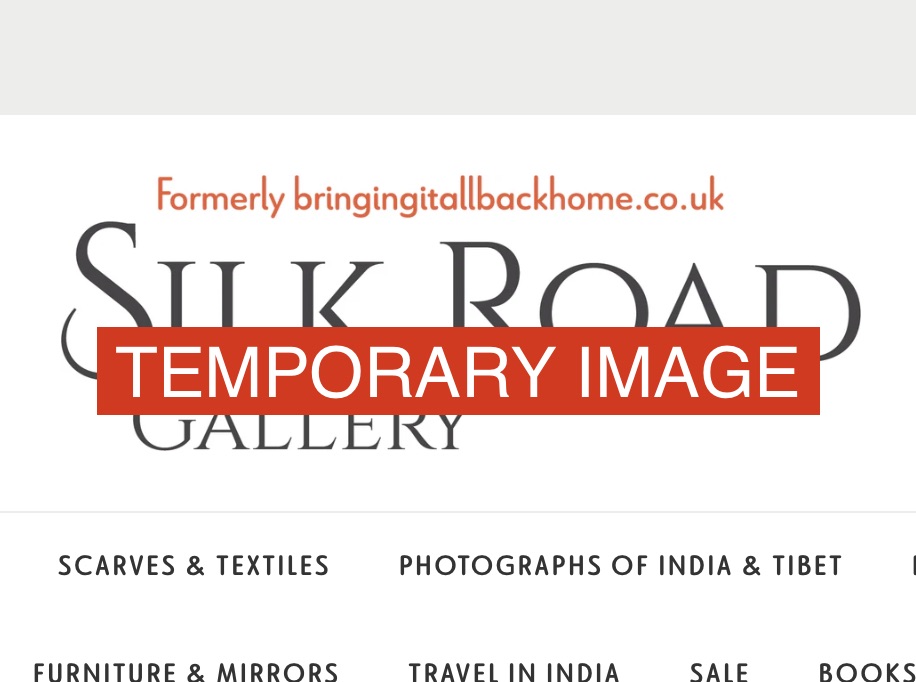 Formerly bringingitallbackhome.co.uk
SILK ROAD
TEMPORARY IMAGE
GALLERY
SCARVES & TEXTILES PHOTOGRAPHS OF INDIA & TIBET
FURNITURE & MIRRORS TRAVEL IN INDIA SALE BOOKS